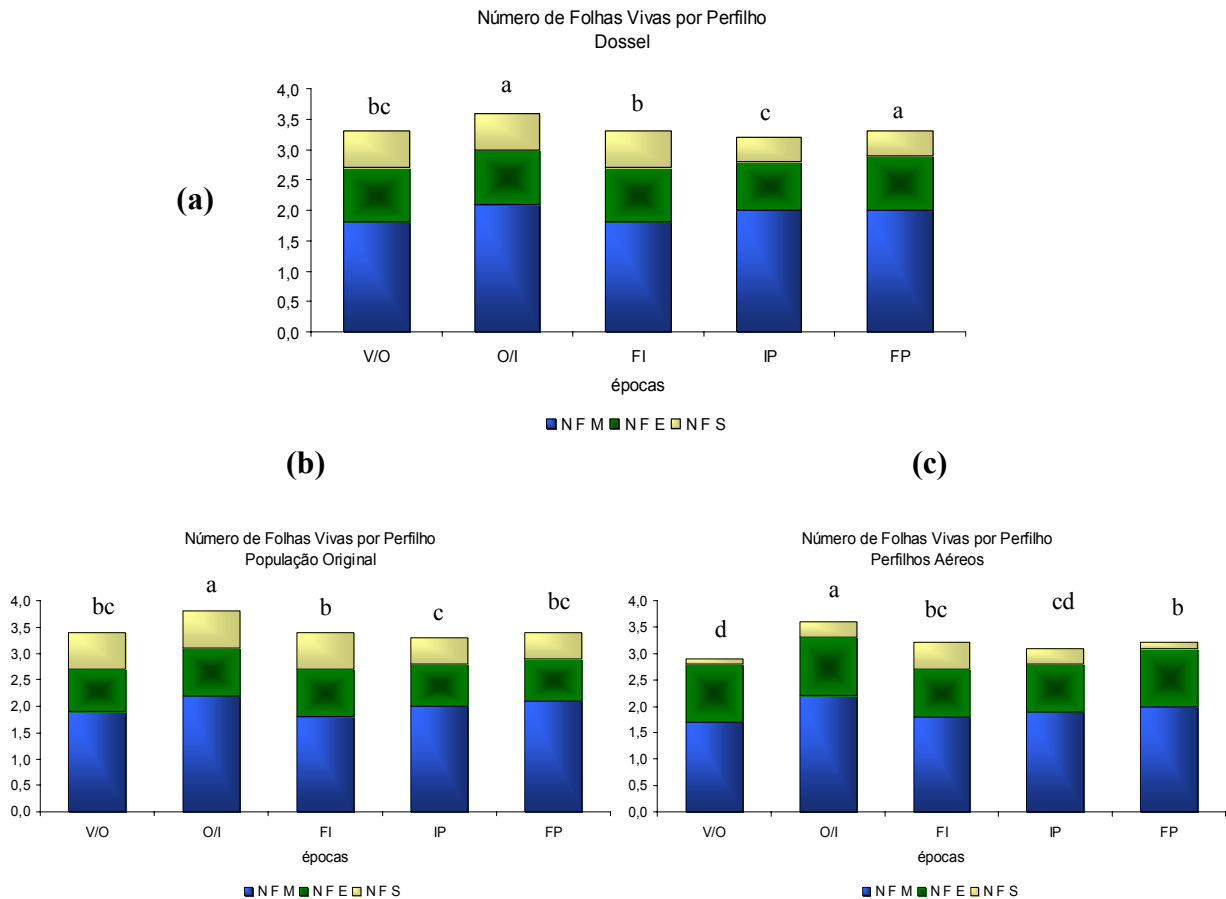 Número de Folhas Vivas por Perfilho
Dossel
(a)
4,0
3,5
3,0
2,5
2,0
1,5
1,0
0,5
0,0
bc
a
b
c
a
V/O
O/I
FI
IP
FP
épocas
N F M N F E N F S
(b)
Número de Folhas Vivas por Perfilho
População Original
4,0
3,5
3,0
2,5
2,0
1,5
1,0
0,5
0,0
bc
a
b
c
bc
V/O
O/I
FI
IP
FP
épocas
N F M N F E N F S
(c)
Número de Folhas Vivas por Perfilho
Perfilhos Aéreos
4,0
3,5
3,0
2,5
2,0
1,5
1,0
0,5
0,0
d
a
bc
cd
b
V/O
O/I
FI
IP
FP
épocas
N F M N F E N F S